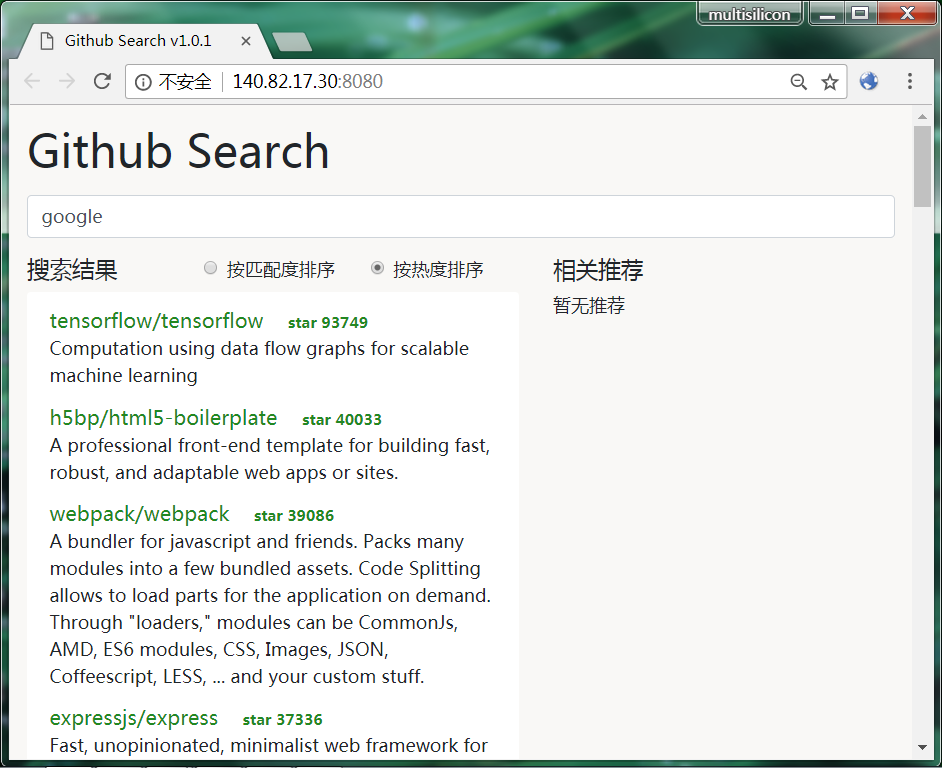 multisilicon
Github Search v1.0.1
不安全 140.82.17.30:8080
Github Search
google
搜索结果 按匹配度排序 按热度排序
相关推荐
暂无推荐
tensorflow/tensorflow star 93749
Computation using data flow graphs for scalable
machine learning
h5bp/html5-boilerplate star 40033
A professional front-end template for building fast,
robust, and adaptable web apps or sites.
webpack/webpack star 39086
A bundler for javascript and friends. Packs many
modules into a few bundled assets. Code Splitting
allows to load parts for the application on demand.
Through "loaders," modules can be CommonJs,
AMD, ES6 modules, CSS, Images, JSON,
Coffeescript, LESS, ... and your custom stuff.
expressjs/express star 37336
Fast, unopinionated, minimalist web framework for